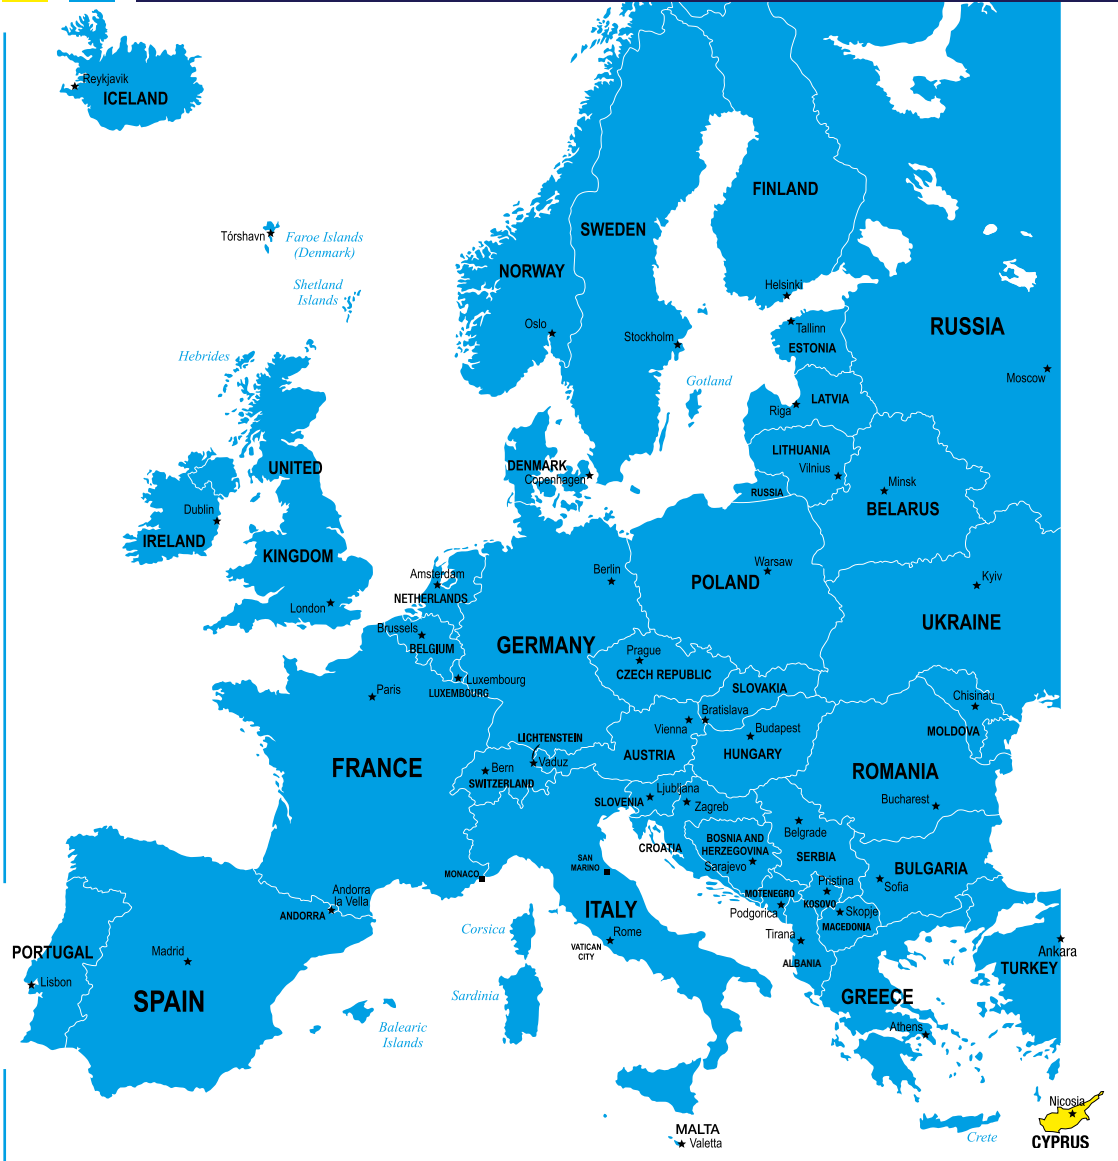 Reykjavik
ICELAND
FINLAND
SWEDEN
Tórshavn
Faroe Islands
(Denmark)
NORWAY
Shetland
Islands
Helsinki
Oslo
Stockholm
Tallinn
ESTONIA
RUSSIA
Moscow
Hebrides
Gotland
Riga
LATVIA
UNITED
DENMARK
Copenhagen
LITHUANIA
Vilnius
RUSSIA
Minsk
BELARUS
Dublin
IRELAND
KINGDOM
London
Amsterdam
NETHERLANDS
Berlin
Warsaw
POLAND
Kyiv
UKRAINE
Brussels
BELGIUM
GERMANY
Prague
CZECH REPUBLIC
Luxembourg
LUXEMBOURG
Paris
SLOVAKIA
Chisinau
MOLDOVA
Bratislava
Vienna
Budapest
LICHTENSTEIN
AUSTRIA
HUNGARY
FRANCE
Bern
Vaduz
SWITZERLAND
ROMANIA
Ljubljana
SLOVENIA
Zagreb
Bucharest
Belgrade
CROATIA
BOSNIA AND
HERZEGOVINA
Sarajevo
SERBIA
BULGARIA
Sofia
MONACO
SAN
MARINO
Andorra
la Vella
ANDORRA
MOTENEGRO
Pristina
KOSOVO
Podgorica
Skopje
MACEDONIA
ITALY
Rome
VATICAN
CITY
Corsica
Tirana
ALBANIA
PORTUGAL
Lisbon
Madrid
SPAIN
Sardinia
Balearic
Islands
GREECE
Athens
Ankara
TURKEY
MALTA
Valetta
Crete
Nicosia
CYPRUS